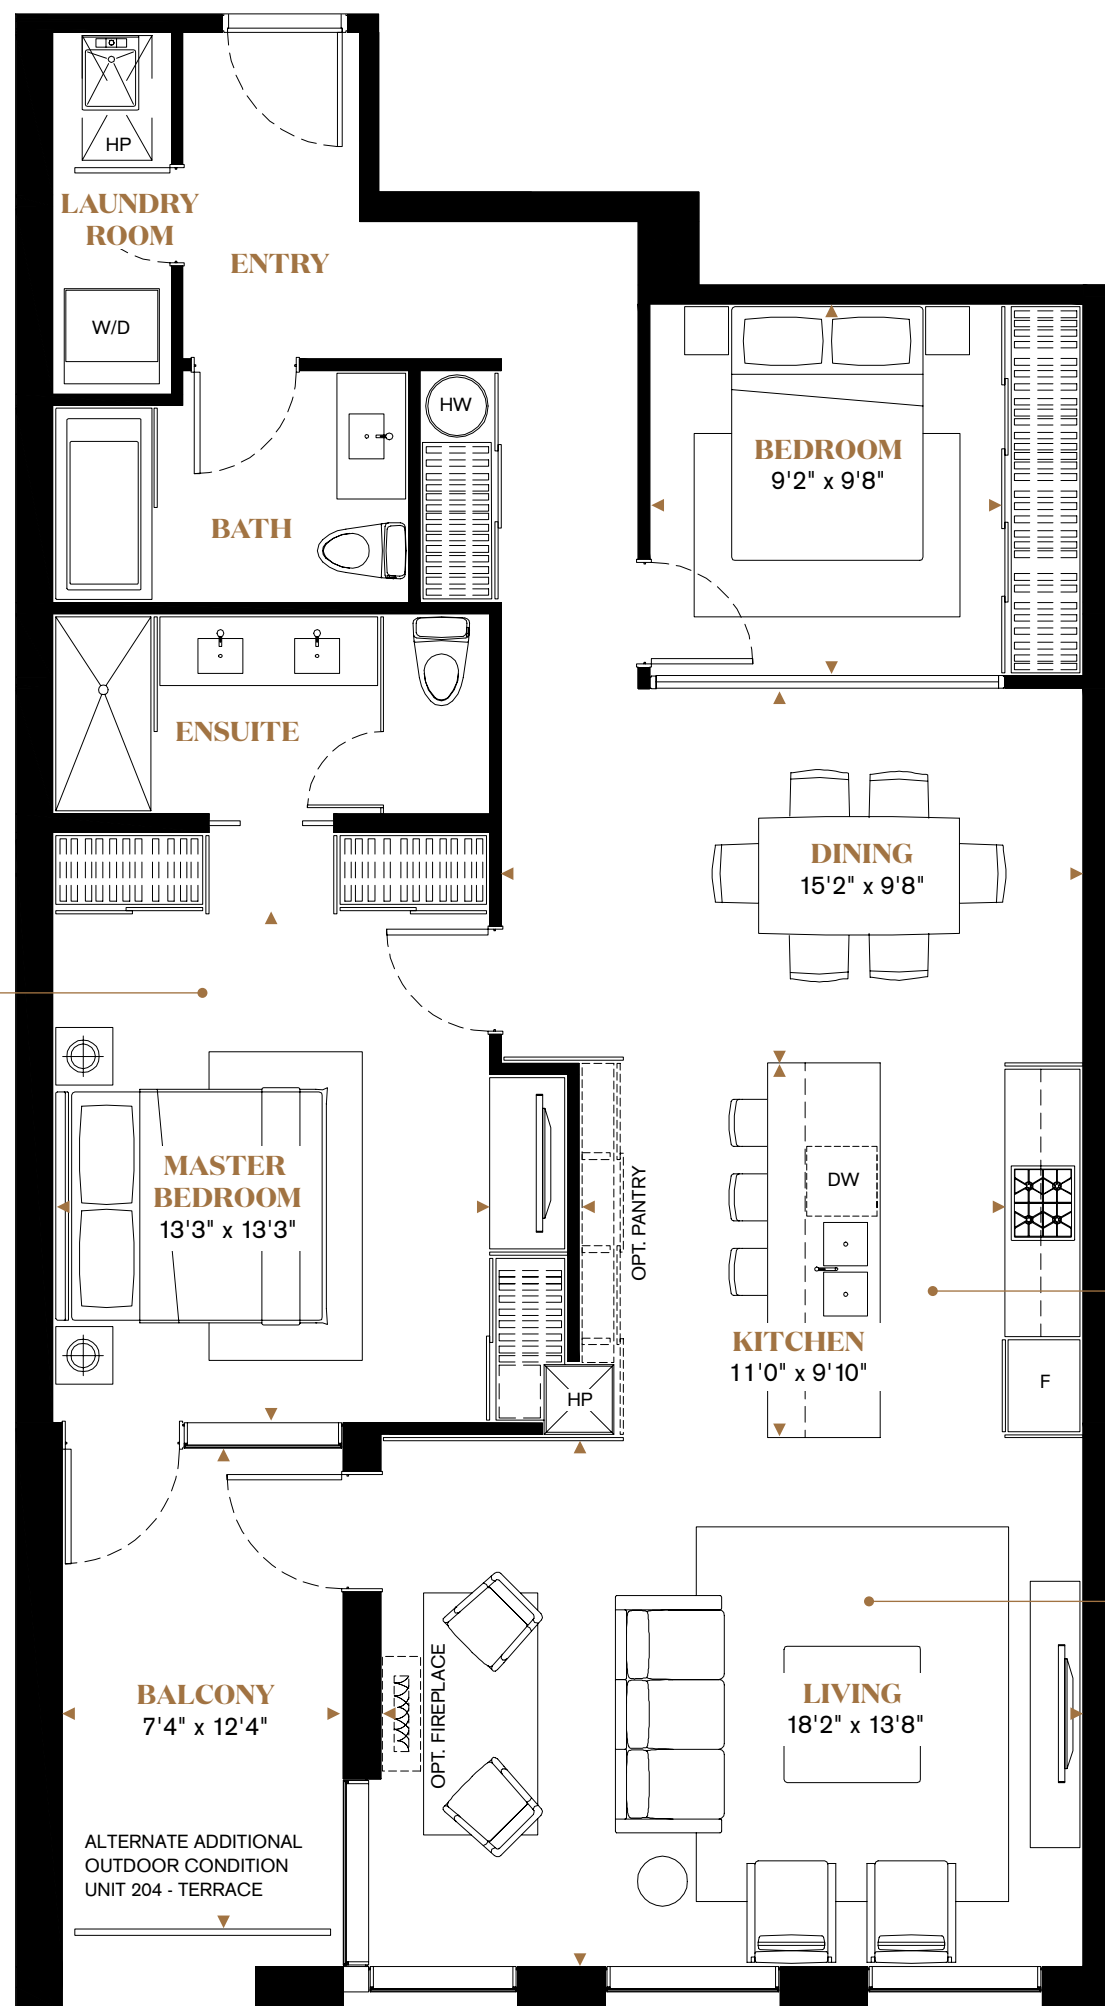 HP
LAUNDRY
ROOM
ENTRY
W/D
HW
BEDROOM
9'2" x 9'8"
BATH
ENSUITE
DINING
15'2" x 9'8"
MASTER
BEDROOM
13'3" x 13'3"
OPT. PANTRY
DW
KITCHEN
11'0" x 9'10"
HP
F
BALCONY
7'4" x 12'4"
OPT. FIREPLACE
LIVING
18'2" x 13'8"
ALTERNATE ADDITIONAL
OUTDOOR CONDITION
UNIT 204 - TERRACE